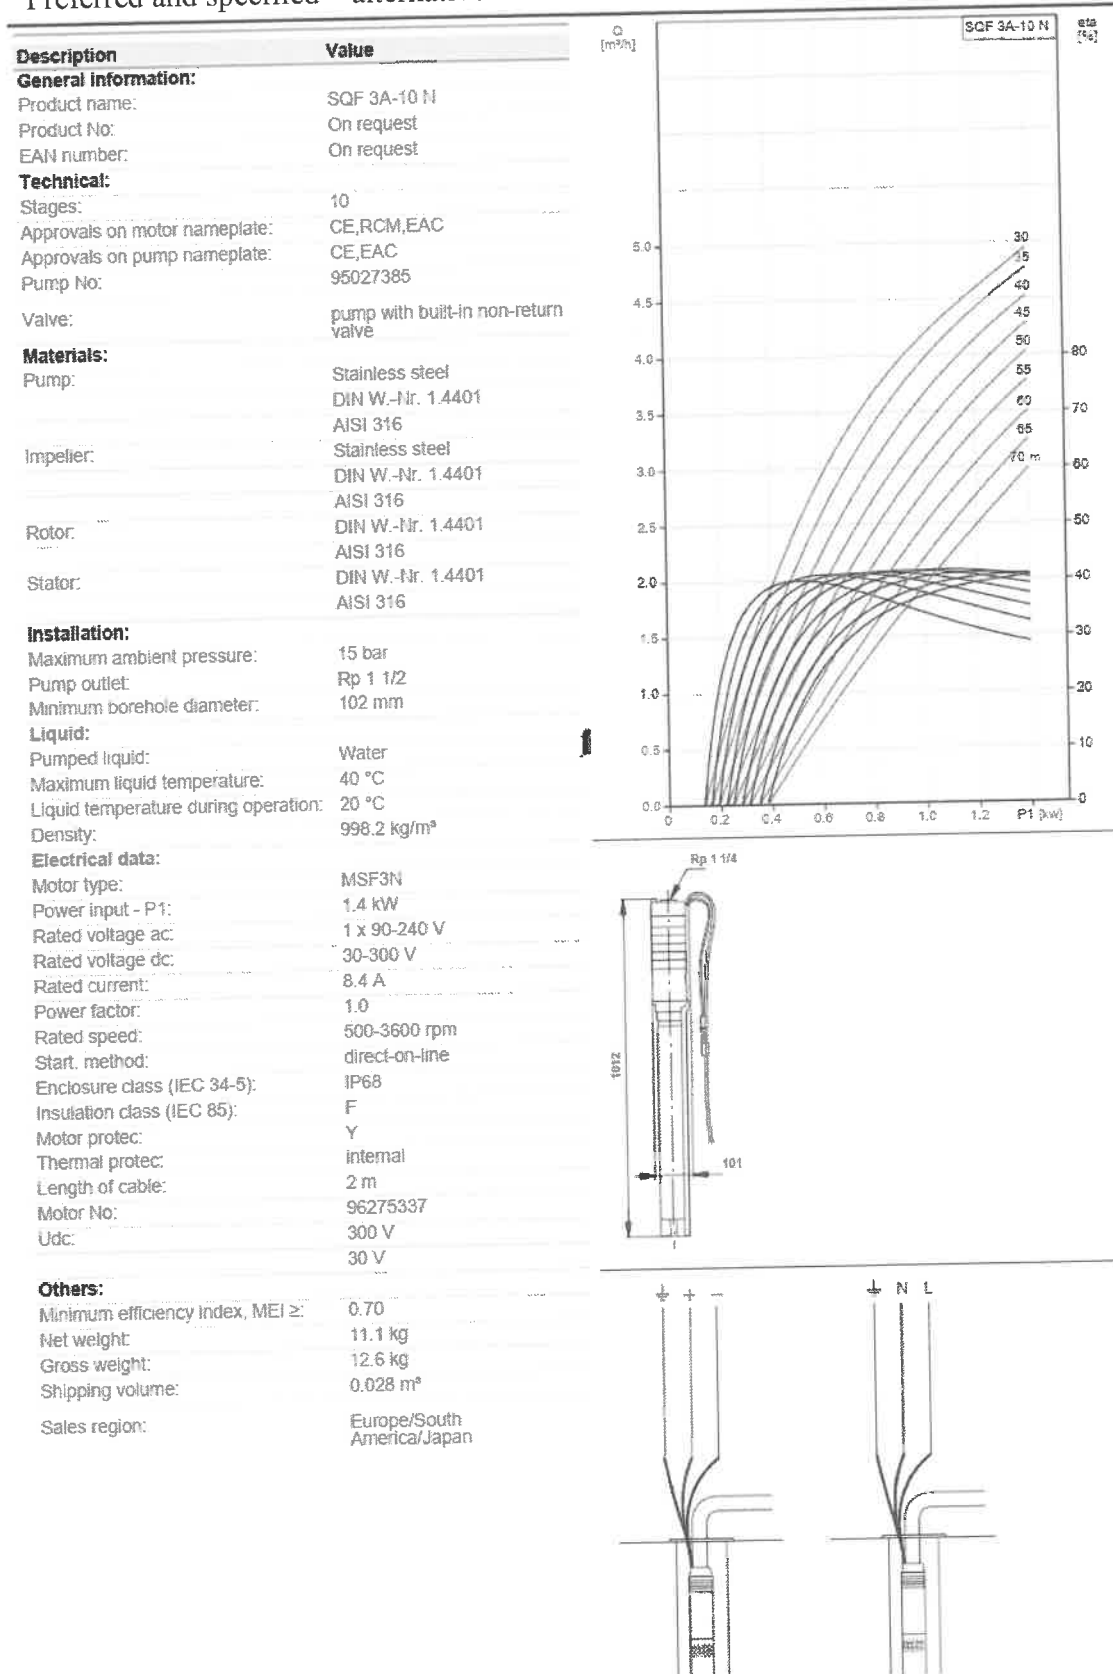 Preferred and specified
Description Value
General information:
Product name: SQF 3A-10 N
Product No: On request
EAN number: On request
Technical:
Stages: 10
Approvals on motor nameplate: CE,RCM,EAC
Approvals on pump nameplate: CE,EAC
Pump No: 95027385
Valve: pump with built-in non-return
valve
Materials:
Pump: Stainless steel
DIN W.-Nr. 1.4401
AISI 316
Impeller: Stainless steel
DIN W.-Nr. 1.4401
AISI 316
Rotor: DIN W.-Nr. 1.4401
AISI 316
Stator: DIN W.-Nr. 1.4401
AISI 316
Installation:
Maximum ambient pressure: 15 bar
Pump outlet: Rp 1 1/2
Minimum borehole diameter: 102 mm
Liquid:
Pumped liquid: Water
Maximum liquid temperature: 40 °C
Liquid temperature during operation: 20 °C
Density: 998.2 kg/m³
Electrical data:
Motor type: MSF3N
Power input - P1: 1.4 kW
Rated voltage ac: 1 x 90-240 V
Rated voltage dc: 30-300 V
Rated current: 8.4 A
Power factor: 1.0
Rated speed: 500-3600 rpm
Start. method: direct-on-line
Enclosure class (IEC 34-5): IP68
Insulation class (IEC 85): F
Motor protec: Y
Thermal protec: internal
Length of cable: 2 m
Motor No: 96275337
Udc: 300 V
30 V
Others:
Minimum efficiency index, MEI ≥: 0.70
Net weight: 11.1 kg
Gross weight: 12.6 kg
Shipping volume: 0.028 m³
Sales region: Europe/South
America/Japan
Q
[m³/h]
SQF 3A-10 N
eta
[%]
5.0
4.5
4.0
3.5
3.0
2.5
2.0
1.5
1.0
0.5
0.0
30
35
40
45
50
55
60
65
70 m
80
70
60
50
40
30
20
10
0
0 0.2 0.4 0.6 0.8 1.0 1.2 P1 [kW]
Rp 1 1/4
1012
101
+ −
N L